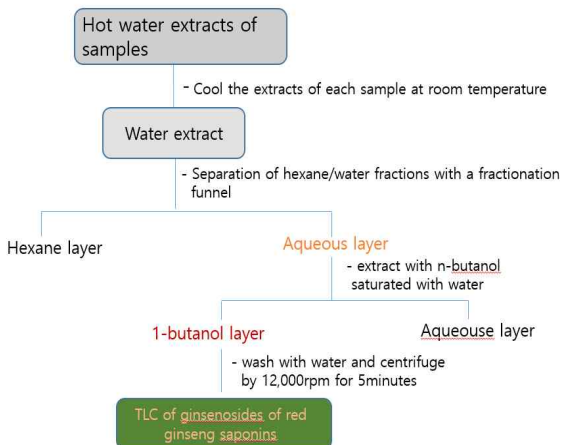 Hot water extracts of
samples
- Cool the extracts of each sample at room temperature
Water extract
- Separation of hexane/water fractions with a fractionation
funnel
Hexane layer
Aqueous layer
- extract with n-butanol
saturated with water
1-butanol layer
Aqueouse layer
- wash with water and centrifuge
by 12,000rpm for 5minutes
TLC of ginsenosides of red
ginseng saponins